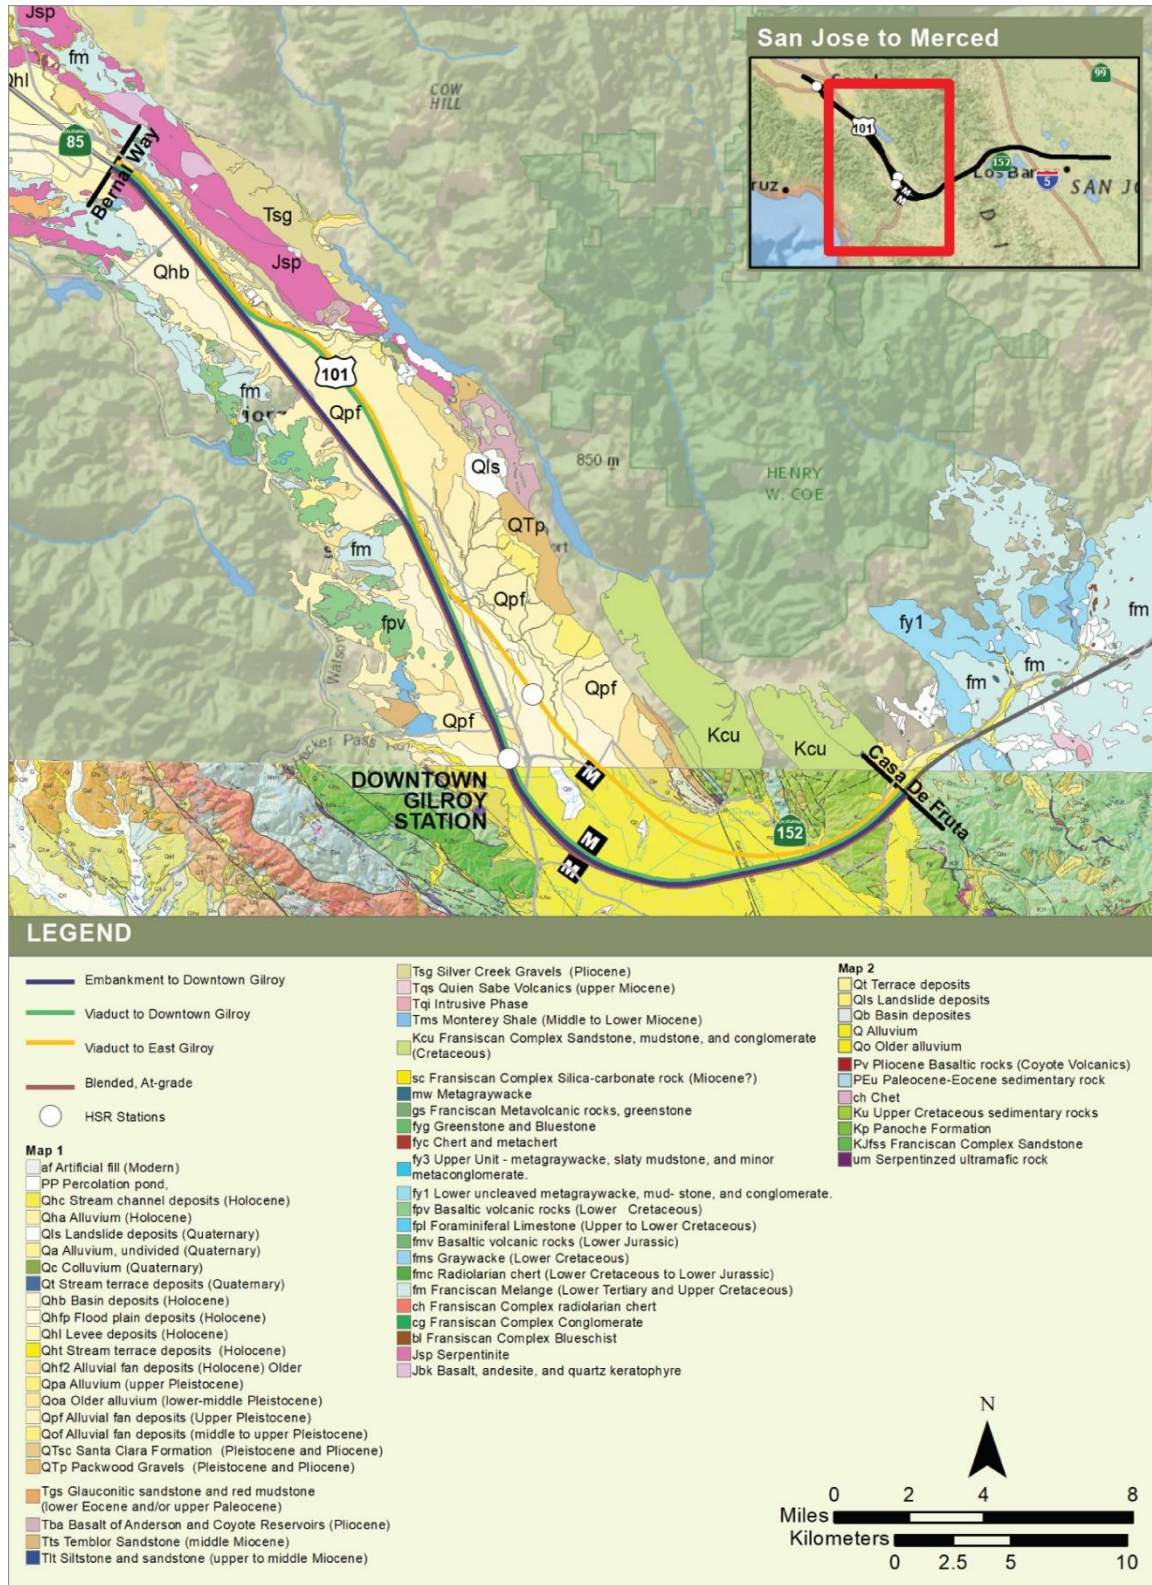 San Jose to Merced
99
101
152
5
SAN J
ruz
D I
Jsp
fm
Qhl
85
Bernal Way
COW
HILL
Tsg
Jsp
Qhb
101
fm
Qpf
Qls
850 m
HENRY
W. COE
QTp
ort
fm
Qpf
fpv
fy1
fm
fm
fm
Qpf
Qpf
Kcu
Kcu
Casa De Fruta
DOWNTOWN
GILROY
STATION
M
M
M
152
LEGEND
Embankment to Downtown Gilroy
Viaduct to Downtown Gilroy
Viaduct to East Gilroy
Blended, At-grade
HSR Stations
Map 1
af Artificial fill (Modern)
PP Percolation pond,
Qhc Stream channel deposits (Holocene)
Qha Alluvium (Holocene)
Qls Landslide deposits (Quaternary)
Qa Alluvium, undivided (Quaternary)
Qc Colluvium (Quaternary)
Qt Stream terrace deposits (Quaternary)
Qhb Basin deposits (Holocene)
Qhfp Flood plain deposits (Holocene)
Qhl Levee deposits (Holocene)
Qht Stream terrace deposits (Holocene)
Qhf2 Alluvial fan deposits (Holocene) Older
Qpa Alluvium (upper Pleistocene)
Qoa Older alluvium (lower-middle Pleistocene)
Qpf Alluvial fan deposits (Upper Pleistocene)
Qof Alluvial fan deposits (middle to upper Pleistocene)
QTsc Santa Clara Formation (Pleistocene and Pliocene)
QTp Packwood Gravels (Pleistocene and Pliocene)
Tgs Glauconitic sandstone and red mudstone
(lower Eocene and/or upper Paleocene)
Tba Basalt of Anderson and Coyote Reservoirs (Pliocene)
Tts Temblor Sandstone (middle Miocene)
Tlt Siltstone and sandstone (upper to middle Miocene)
Tsg Silver Creek Gravels (Pliocene)
Tqs Quien Sabe Volcanics (upper Miocene)
Tqi Intrusive Phase
Tms Monterey Shale (Middle to Lower Miocene)
Kcu Fransiscan Complex Sandstone, mudstone, and conglomerate
(Cretaceous)
sc Fransiscan Complex Silica-carbonate rock (Miocene?)
mw Metagraywacke
gs Franciscan Metavolcanic rocks, greenstone
fyg Greenstone and Bluestone
fyc Chert and metachert
fy3 Upper Unit - metagraywacke, slaty mudstone, and minor
metaconglomerate.
fy1 Lower uncleaved metagraywacke, mud- stone, and conglomerate.
fpv Basaltic volcanic rocks (Lower Cretaceous)
fpl Foraminiferal Limestone (Upper to Lower Cretaceous)
fmv Basaltic volcanic rocks (Lower Jurassic)
fms Graywacke (Lower Cretaceous)
fmc Radiolarian chert (Lower Cretaceous to Lower Jurassic)
fm Franciscan Melange (Lower Tertiary and Upper Cretaceous)
ch Fransiscan Complex radiolarian chert
cg Fransiscan Complex Conglomerate
bl Fransiscan Complex Blueschist
Jsp Serpentinite
Jbk Basalt, andesite, and quartz keratophyre
Map 2
Qt Terrace deposits
Qls Landslide deposits
Qb Basin deposites
Q Alluvium
Qo Older alluvium
Pv Pliocene Basaltic rocks (Coyote Volcanics)
PEu Paleocene-Eocene sedimentary rock
ch Chet
Ku Upper Cretaceous sedimentary rocks
Kp Panoche Formation
KJfss Franciscan Complex Sandstone
um Serpentinzed ultramafic rock
N
0 2 4 8
Miles
Kilometers
0 2.5 5 10